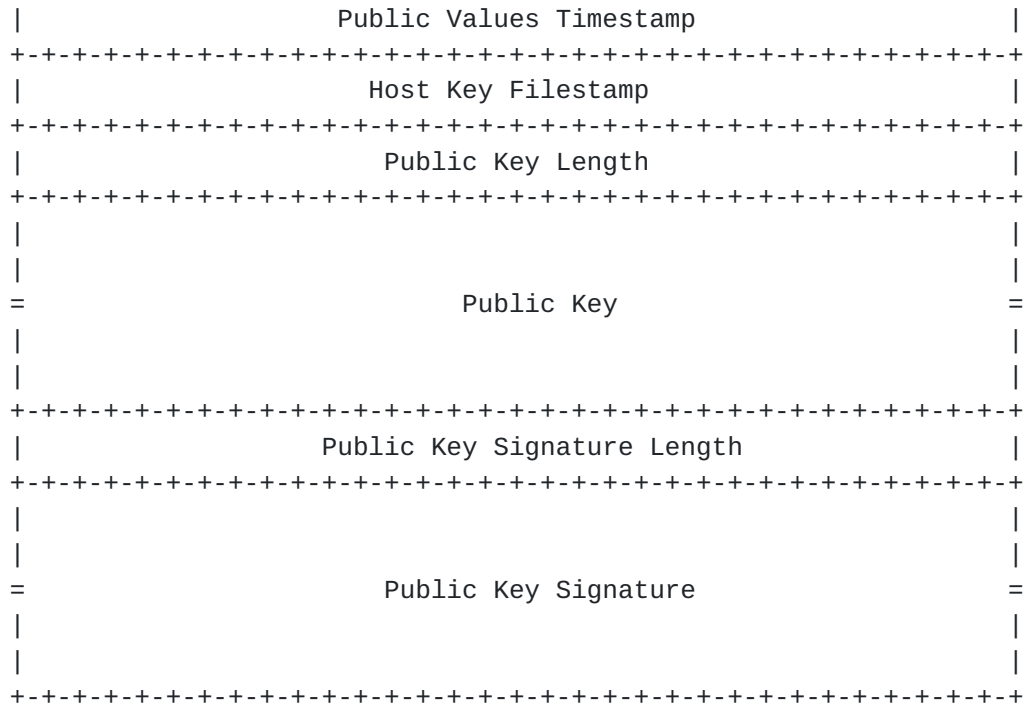 |                     Public Values Timestamp                    |
+-+-+-+-+-+-+-+-+-+-+-+-+-+-+-+-+-+-+-+-+-+-+-+-+-+-+-+-+-+-+-+-+-+
|                       Host Key Filestamp                       |
+-+-+-+-+-+-+-+-+-+-+-+-+-+-+-+-+-+-+-+-+-+-+-+-+-+-+-+-+-+-+-+-+-+
|                        Public Key Length                       |
+-+-+-+-+-+-+-+-+-+-+-+-+-+-+-+-+-+-+-+-+-+-+-+-+-+-+-+-+-+-+-+-+-+
|                                                                |
|                                                                |
=                             Public Key                         =
|                                                                |
|                                                                |
+-+-+-+-+-+-+-+-+-+-+-+-+-+-+-+-+-+-+-+-+-+-+-+-+-+-+-+-+-+-+-+-+-+
|                    Public Key Signature Length                 |
+-+-+-+-+-+-+-+-+-+-+-+-+-+-+-+-+-+-+-+-+-+-+-+-+-+-+-+-+-+-+-+-+-+
|                                                                |
|                                                                |
=                        Public Key Signature                    =
|                                                                |
|                                                                |
+-+-+-+-+-+-+-+-+-+-+-+-+-+-+-+-+-+-+-+-+-+-+-+-+-+-+-+-+-+-+-+-+-+